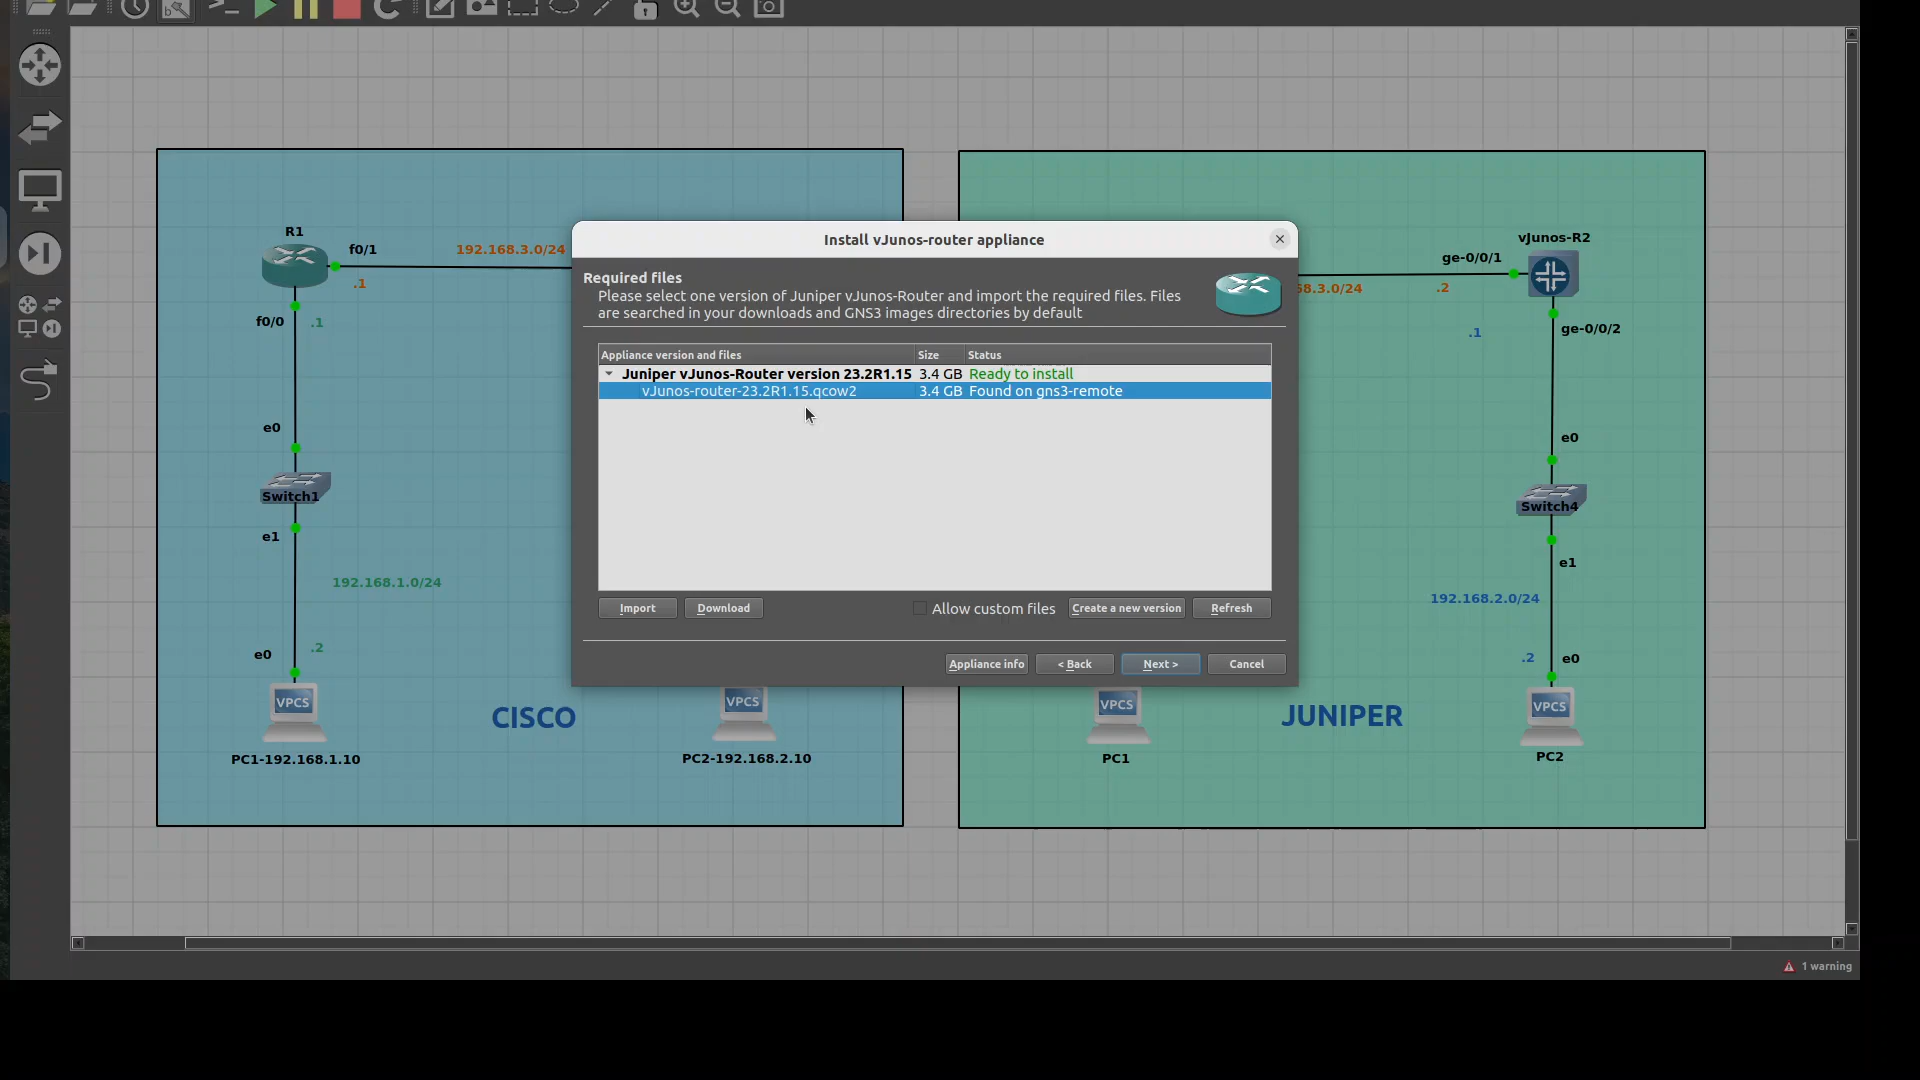 R1
f0/1
192.168.3.0/24
.1
f0/0
.1
e0
Switch1
e1
192.168.1.0/24
e0
.2
VPCS
PC1-192.168.1.10
CISCO
VPCS
PC2-192.168.2.10
Install vJunos-router appliance
Required files
Please select one version of Juniper vJunos-Router and import the required files. Files
are searched in your downloads and GNS3 images directories by default
Appliance version and files Size Status
Juniper vJunos-Router version 23.2R1.15 3.4 GB Ready to install
vJunos-router-23.2R1.15.qcow2 3.4 GB Found on gns3-remote
Import Download Allow custom files Create a new version Refresh
Appliance info < Back Next > Cancel
vJunos-R2
ge-0/0/1
68.3.0/24
.2
.1
ge-0/0/2
e0
Switch4
e1
192.168.2.0/24
.2
e0
VPCS
PC1
JUNIPER
VPCS
PC2
1 warning